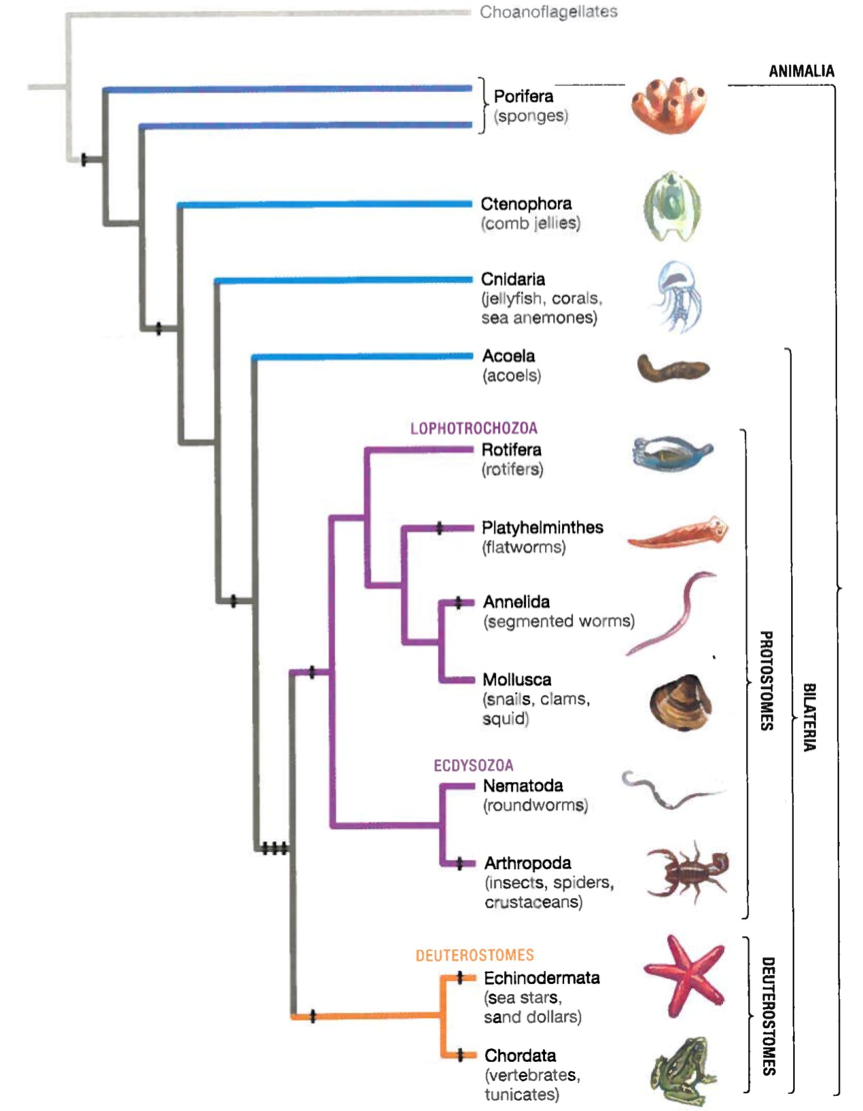 Choanoflagellates
ANIMALIA
Porifera
(sponges)
Ctenophora
(comb jellies)
Cnidaria
(jellyfish, corals,
sea anemones)
Acoela
(acoels)
LOPHOTROCHOZOA
Rotifera
(rotifers)
Platyhelminthes
(flatworms)
Annelida
(segmented worms)
Mollusca
(snails, clams,
squid)
ECDYSOZOA
Nematoda
(roundworms)
Arthropoda
(insects, spiders,
crustaceans)
DEUTEROSTOMES
Echinodermata
(sea stars,
sand dollars)
Chordata
(vertebrates,
tunicates)
PROTOSTOMES
DEUTEROSTOMES
BILATERIA